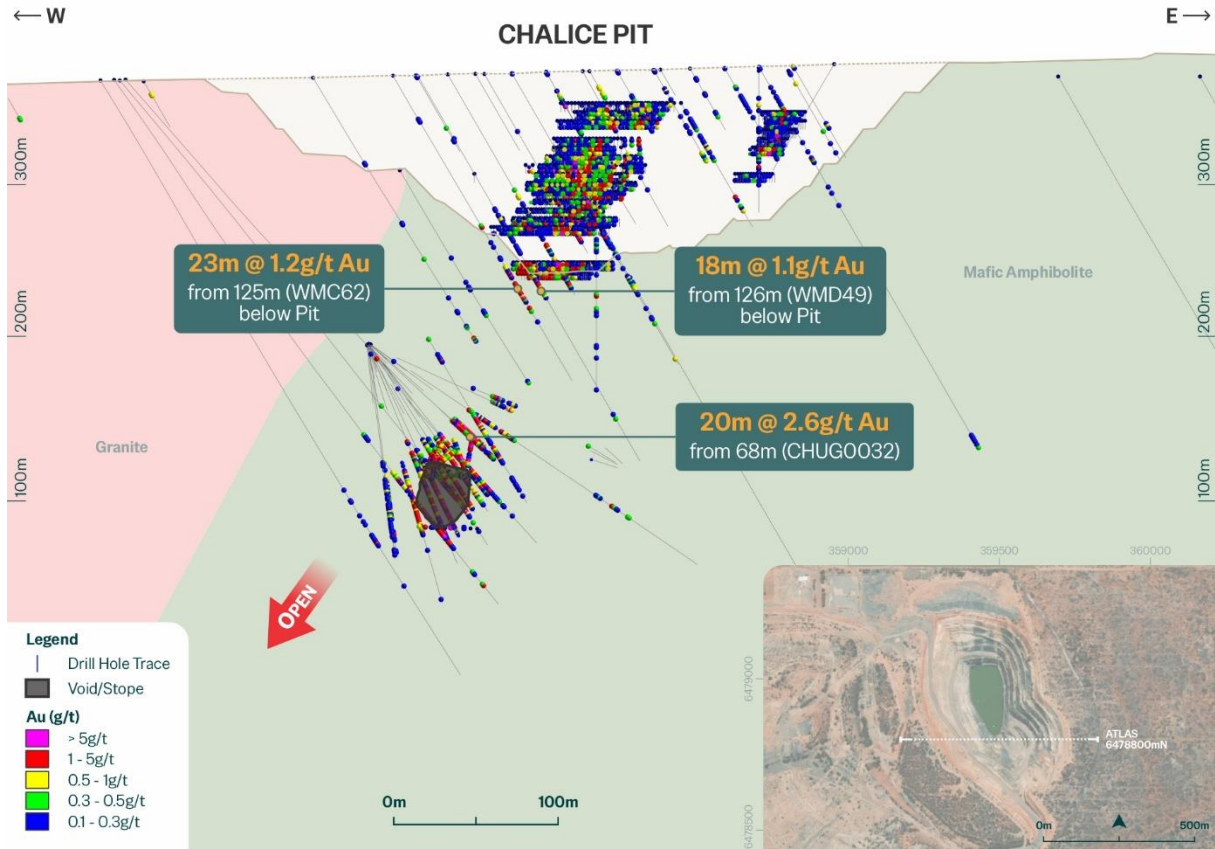 ← W
E →
CHALICE PIT
300m
300m
23m @ 1.2g/t Au
from 125m (WMC62)
below Pit
18m @ 1.1g/t Au
from 126m (WMD49)
below Pit
Mafic Amphibolite
200m
200m
20m @ 2.6g/t Au
from 68m (CHUG0032)
Granite
100m
100m
OPEN
359000
359500
360000
6479000
6478500
ATLAS
6478800mN
0m
500m
Legend
Drill Hole Trace
Void/Stope
Au (g/t)
> 5g/t
1 - 5g/t
0.5 - 1g/t
0.3 - 0.5g/t
0.1 - 0.3g/t
0m
100m